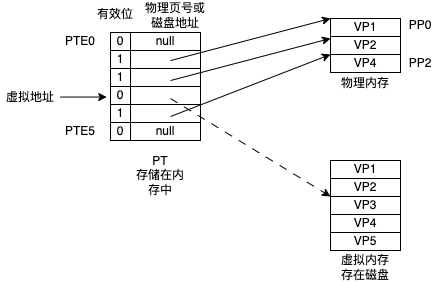 有效位
物理页号或
磁盘地址
PTE0
0
null
1
1
虚拟地址
0
1
PTE5
0
null
PT
存储在内
存中
VP1
PP0
VP2
VP4
PP2
物理内存
VP1
VP2
VP3
VP4
VP5
虚拟内存
存在磁盘